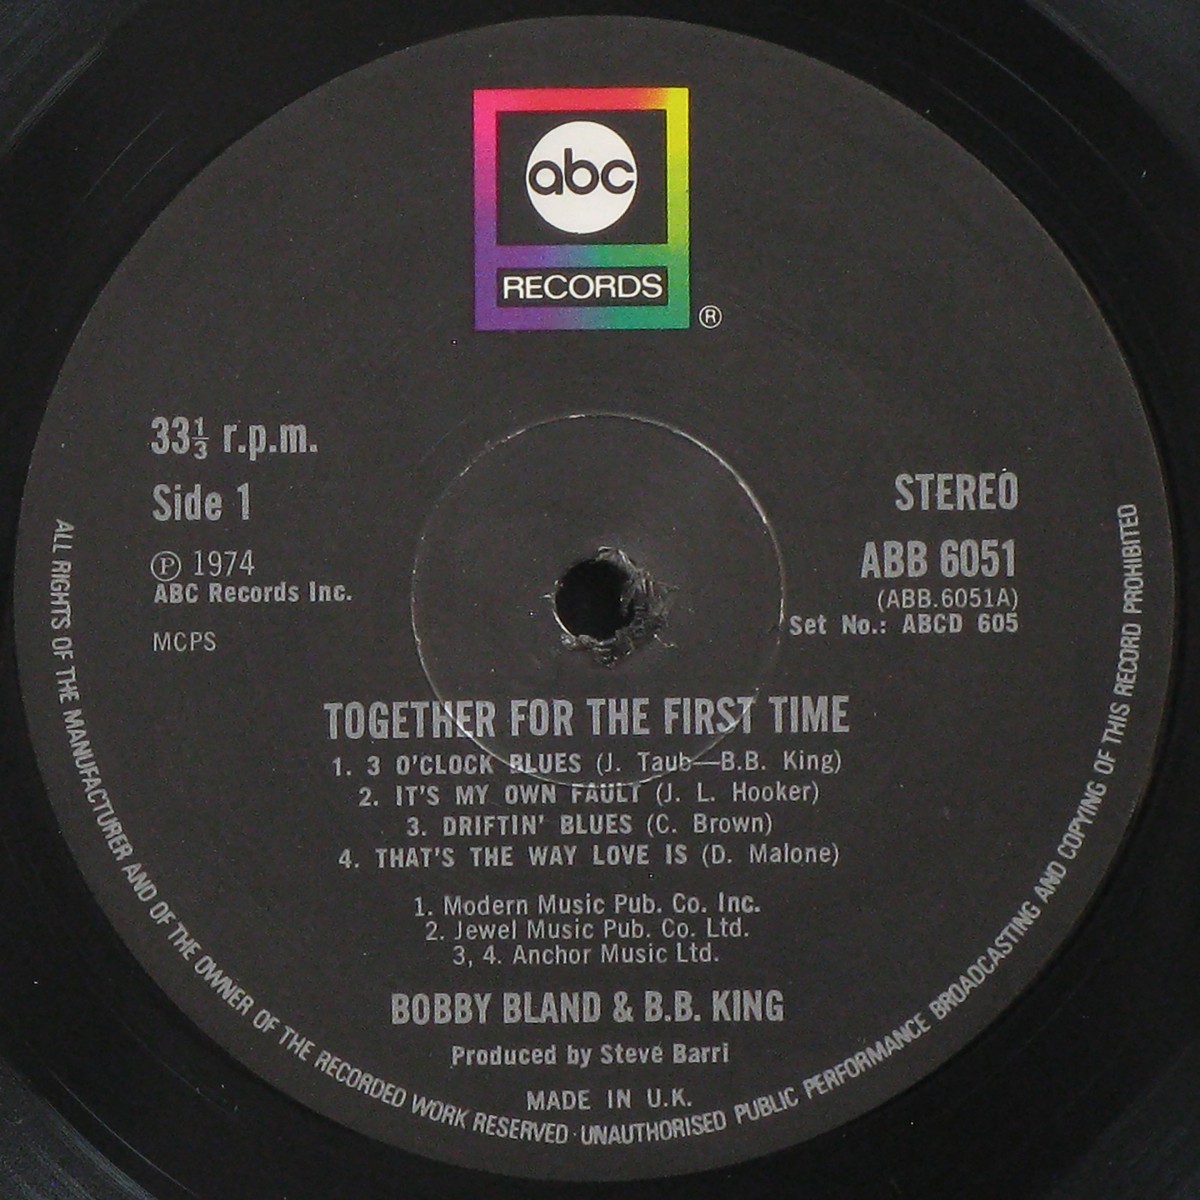 abc
RECORDS
®
33⅓ r.p.m.
Side 1
℗ 1974
ABC Records Inc.
MCPS
STEREO
ABB 6051
(ABB.6051A)
Set No.: ABCD 605
TOGETHER FOR THE FIRST TIME
1. 3 O'CLOCK BLUES (J. Taub—B.B. King)
2. IT'S MY OWN FAULT (J. L. Hooker)
3. DRIFTIN' BLUES (C. Brown)
4. THAT'S THE WAY LOVE IS (D. Malone)
1. Modern Music Pub. Co. Inc.
2. Jewel Music Pub. Co. Ltd.
3, 4. Anchor Music Ltd.
BOBBY BLAND & B.B. KING
Produced by Steve Barri
MADE IN U.K.
ALL RIGHTS OF THE MANUFACTURER AND OF THE OWNER OF THE RECORDED WORK RESERVED · UNAUTHORISED PUBLIC PERFORMANCE BROADCASTING AND COPYING OF THIS RECORD PROHIBITED